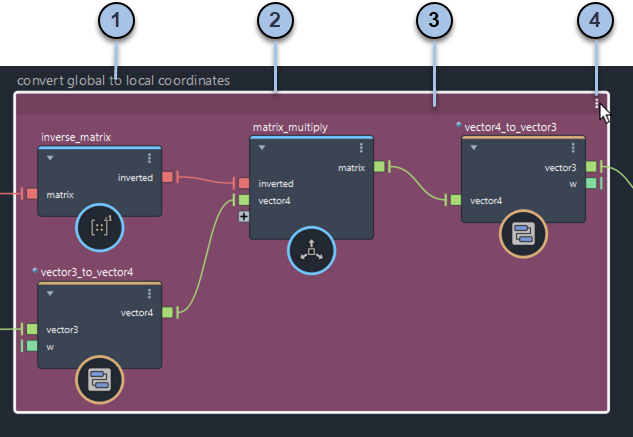 1 2 3 4
convert global to local coordinates
inverse_matrix
inverted
matrix
matrix_multiply
matrix
inverted
vector4
vector4_to_vector3
vector3
w
vector4
vector3_to_vector4
vector4
vector3
w